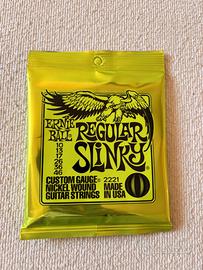 ERNIE
BALL
REGULAR
SLINKY
10
13
17
26
36
46
CUSTOM GAUGE
NICKEL WOUND
GUITAR STRINGS
2221
MADE
IN USA